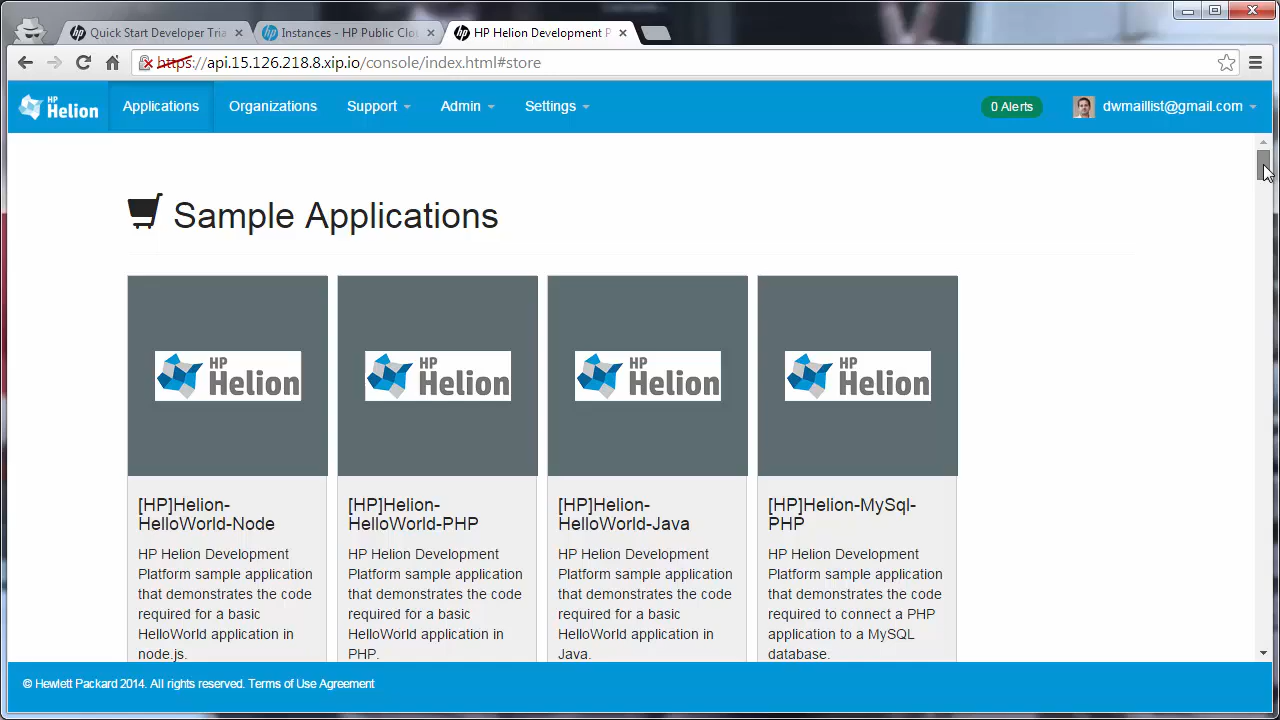 Quick Start Developer Tria
Instances - HP Public Clo
HP Helion Development P
https://api.15.126.218.8.xip.io/console/index.html#store
HP
Helion
Applications
Organizations
Support
Admin
Settings
0 Alerts
dwmaillist@gmail.com
Sample Applications
HP
Helion
HP
Helion
HP
Helion
HP
Helion
[HP]Helion-
HelloWorld-Node
HP Helion Development
Platform sample application
that demonstrates the code
required for a basic
HelloWorld application in
node.js.
[HP]Helion-
HelloWorld-PHP
HP Helion Development
Platform sample application
that demonstrates the code
required for a basic
HelloWorld application in
PHP.
[HP]Helion-
HelloWorld-Java
HP Helion Development
Platform sample application
that demonstrates the code
required for a basic
HelloWorld application in
Java.
[HP]Helion-MySql-
PHP
HP Helion Development
Platform sample application
that demonstrates the code
required to connect a PHP
application to a MySQL
database.
© Hewlett Packard 2014. All rights reserved. Terms of Use Agreement